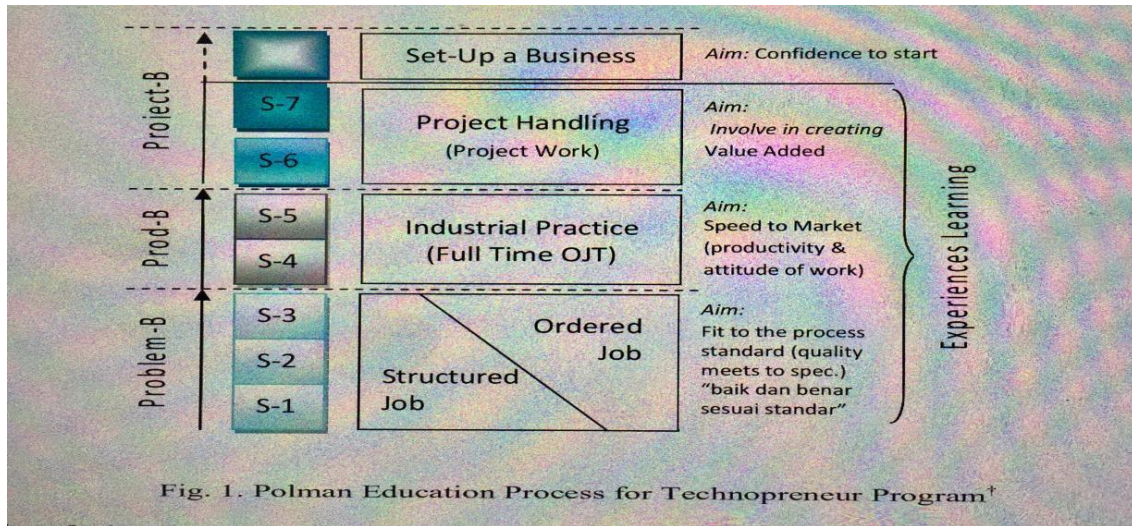 Project-B
Set-Up a Business
Aim: Confidence to start
S-7
S-6
Project Handling
(Project Work)
Aim:
Involve in creating
Value Added
Prod-B
S-5
S-4
Industrial Practice
(Full Time OJT)
Aim:
Speed to Market
(productivity &
attitude of work)
Problem-B
S-3
S-2
S-1
Structured
Job
Ordered
Job
Aim:
Fit to the process
standard (quality
meets to spec.)
"baik dan benar
sesuai standar"
Experiences Learning
Fig. 1. Polman Education Process for Technopreneur Program†